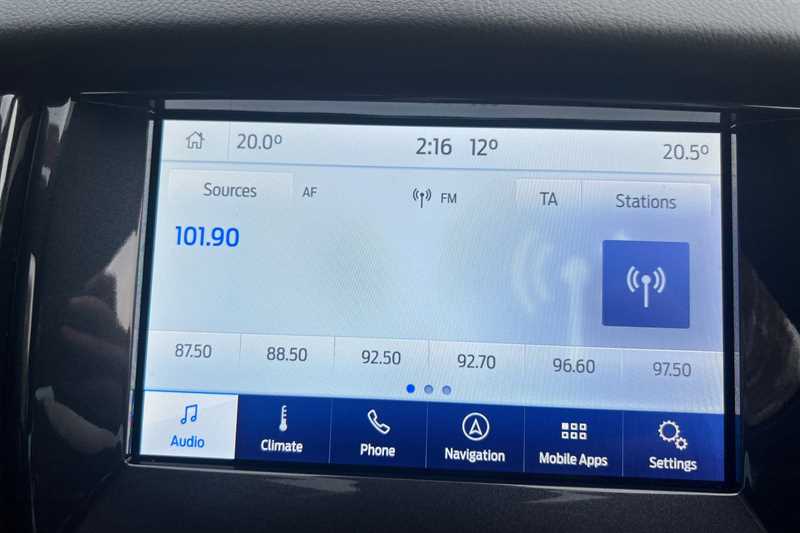 20.0° 2:16 12° 20.5°
Sources AF FM TA Stations
101.90
87.50 88.50 92.50 92.70 96.60 97.50
Audio Climate Phone Navigation Mobile Apps Settings